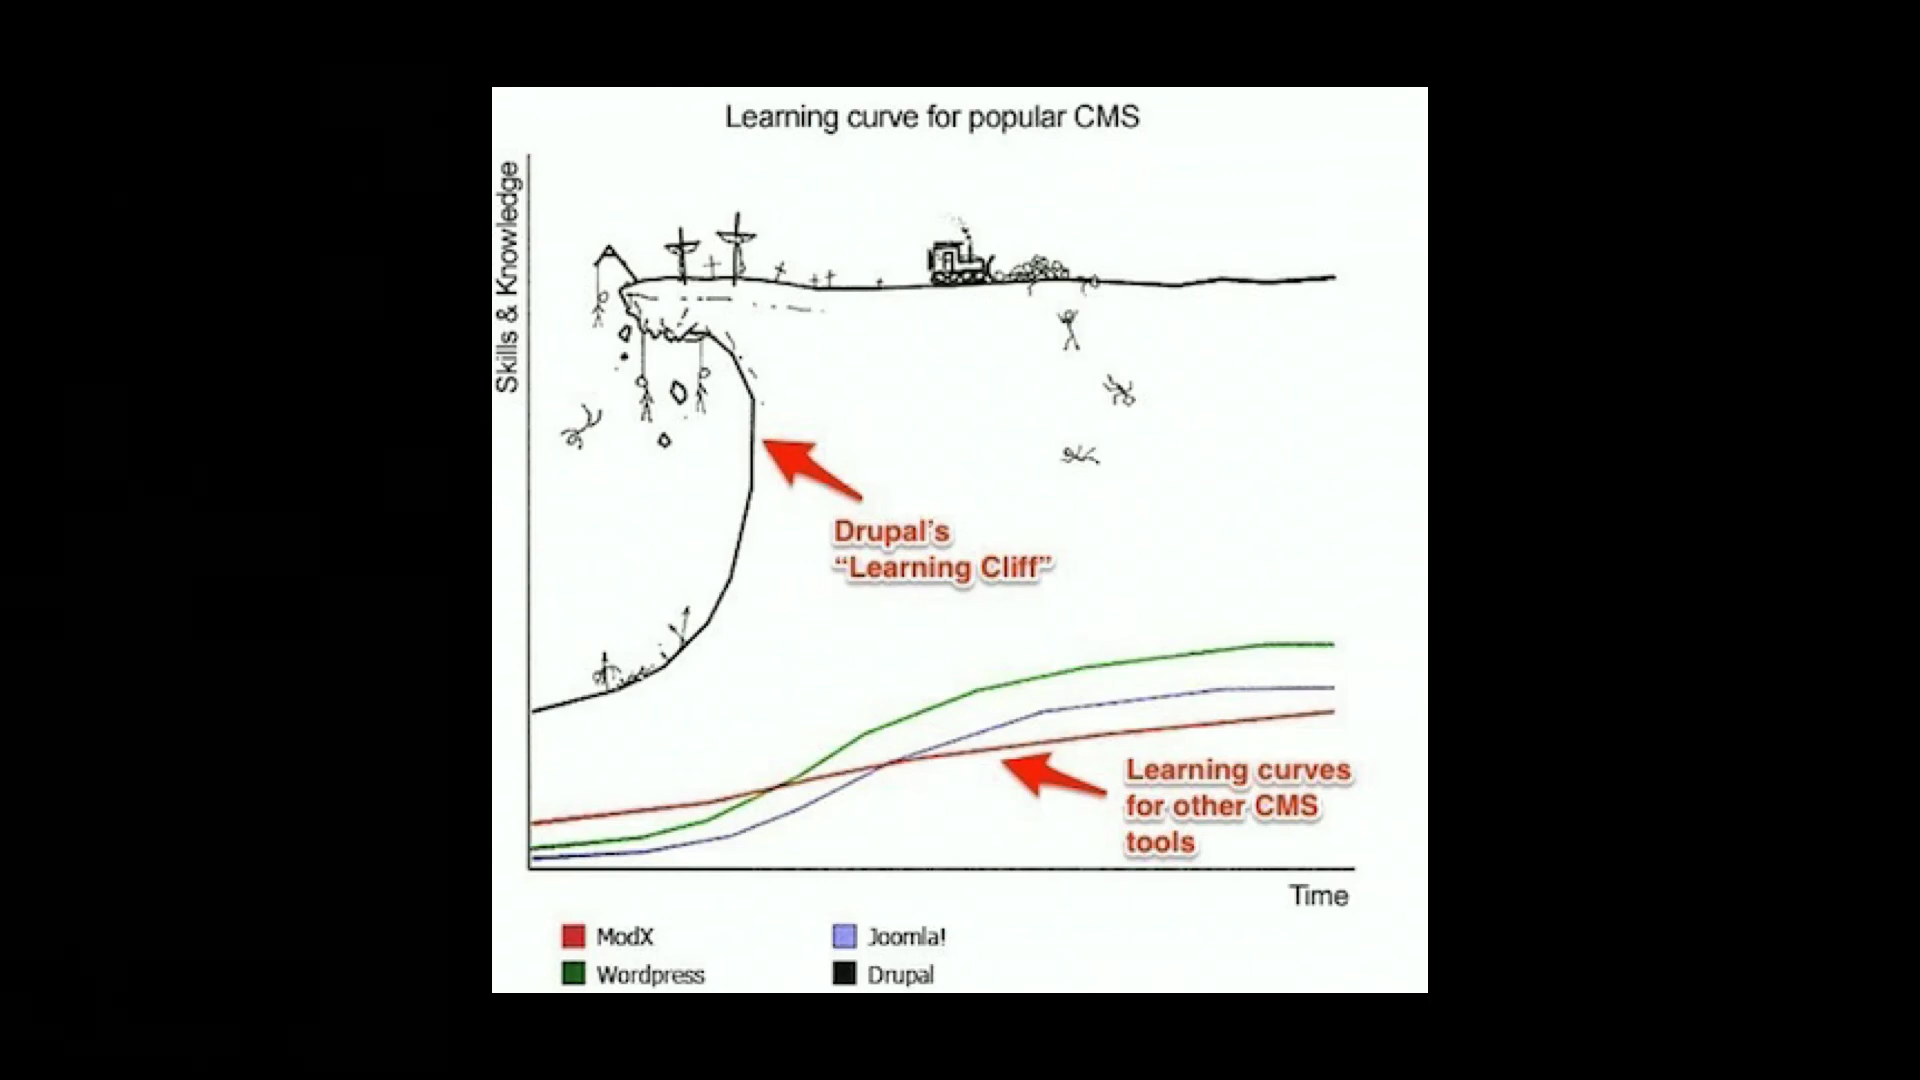 Learning curve for popular CMS
Skills & Knowledge
Drupal's
“Learning Cliff”
Learning curves
for other CMS
tools
Time
ModX
Joomla!
Wordpress
Drupal